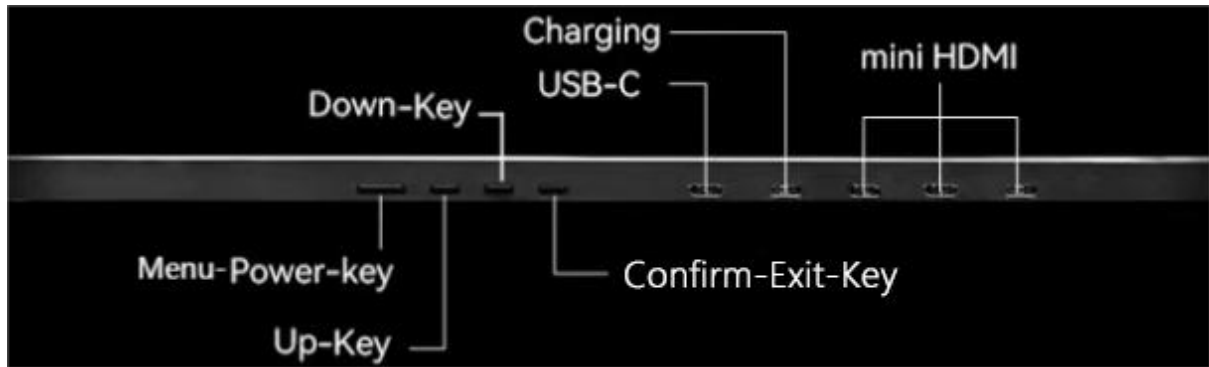 Charging
USB-C
mini HDMI
Down-Key
Menu-Power-key
Confirm-Exit-Key
Up-Key